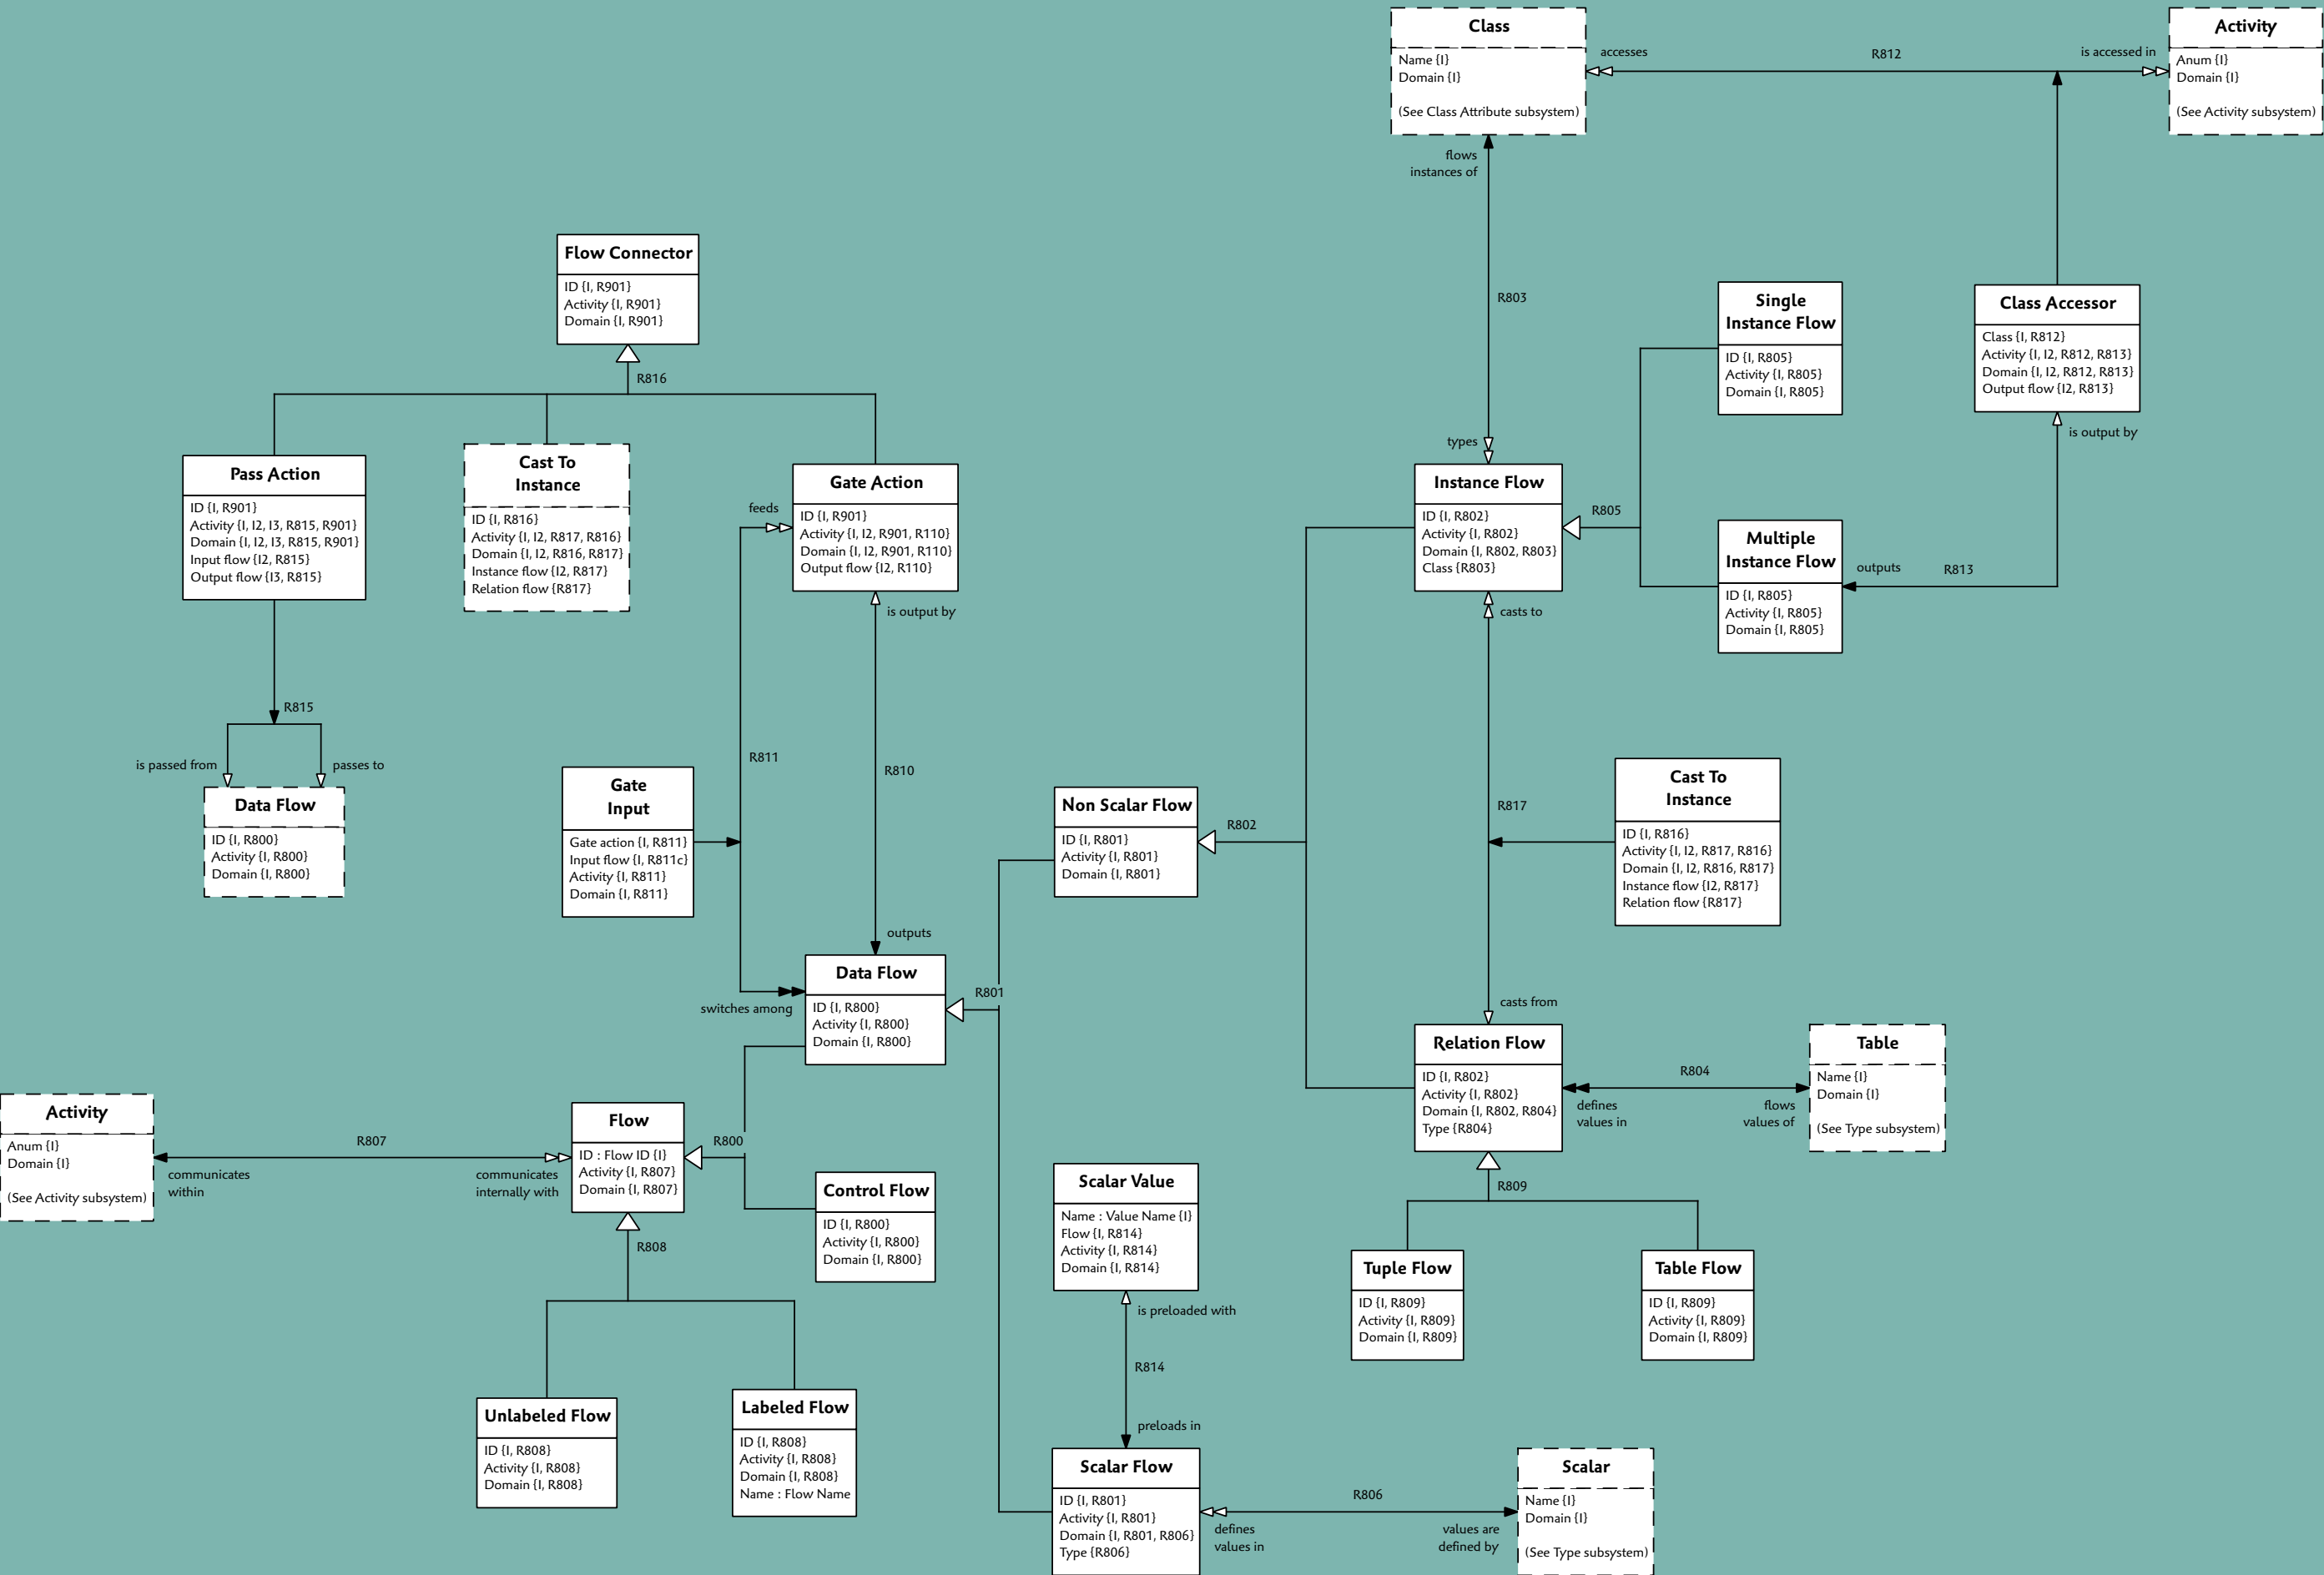 Class
Name {I}
Domain {I}
(See Class Attribute subsystem)
accesses
R812
is accessed in
Activity
Anum {I}
Domain {I}
(See Activity subsystem)
flows
instances of
R803
types
Flow Connector
ID {I, R901}
Activity {I, R901}
Domain {I, R901}
R816
Single
Instance Flow
ID {I, R805}
Activity {I, R805}
Domain {I, R805}
Class Accessor
Class {I, R812}
Activity {I, I2, R812, R813}
Domain {I, I2, R812, R813}
Output flow {I2, R813}
is output by
Pass Action
ID {I, R901}
Activity {I, I2, I3, R815, R901}
Domain {I, I2, I3, R815, R901}
Input flow {I2, R815}
Output flow {I3, R815}
Cast To
Instance
ID {I, R816}
Activity {I, I2, R817, R816}
Domain {I, I2, R816, R817}
Instance flow {I2, R817}
Relation flow {R817}
feeds
Gate Action
ID {I, R901}
Activity {I, I2, R901, R110}
Domain {I, I2, R901, R110}
Output flow {I2, R110}
is output by
Instance Flow
ID {I, R802}
Activity {I, R802}
Domain {I, R802, R803}
Class {R803}
R805
casts to
Multiple
Instance Flow
ID {I, R805}
Activity {I, R805}
Domain {I, R805}
outputs
R813
R815
is passed from
passes to
Data Flow
ID {I, R800}
Activity {I, R800}
Domain {I, R800}
R811
R810
Gate
Input
Gate action {I, R811}
Input flow {I, R811c}
Activity {I, R811}
Domain {I, R811}
outputs
switches among
Non Scalar Flow
ID {I, R801}
Activity {I, R801}
Domain {I, R801}
R802
R817
Cast To
Instance
ID {I, R816}
Activity {I, I2, R817, R816}
Domain {I, I2, R816, R817}
Instance flow {I2, R817}
Relation flow {R817}
casts from
Data Flow
ID {I, R800}
Activity {I, R800}
Domain {I, R800}
R801
Relation Flow
ID {I, R802}
Activity {I, R802}
Domain {I, R802, R804}
Type {R804}
R804
defines
values in
flows
values of
Table
Name {I}
Domain {I}
(See Type subsystem)
Activity
Anum {I}
Domain {I}
(See Activity subsystem)
R807
communicates
within
communicates
internally with
Flow
ID : Flow ID {I}
Activity {I, R807}
Domain {I, R807}
R800
R808
Control Flow
ID {I, R800}
Activity {I, R800}
Domain {I, R800}
Scalar Value
Name : Value Name {I}
Flow {I, R814}
Activity {I, R814}
Domain {I, R814}
is preloaded with
R814
preloads in
R809
Tuple Flow
ID {I, R809}
Activity {I, R809}
Domain {I, R809}
Table Flow
ID {I, R809}
Activity {I, R809}
Domain {I, R809}
Unlabeled Flow
ID {I, R808}
Activity {I, R808}
Domain {I, R808}
Labeled Flow
ID {I, R808}
Activity {I, R808}
Domain {I, R808}
Name : Flow Name
Scalar Flow
ID {I, R801}
Activity {I, R801}
Domain {I, R801, R806}
Type {R806}
R806
defines
values in
values are
defined by
Scalar
Name {I}
Domain {I}
(See Type subsystem)